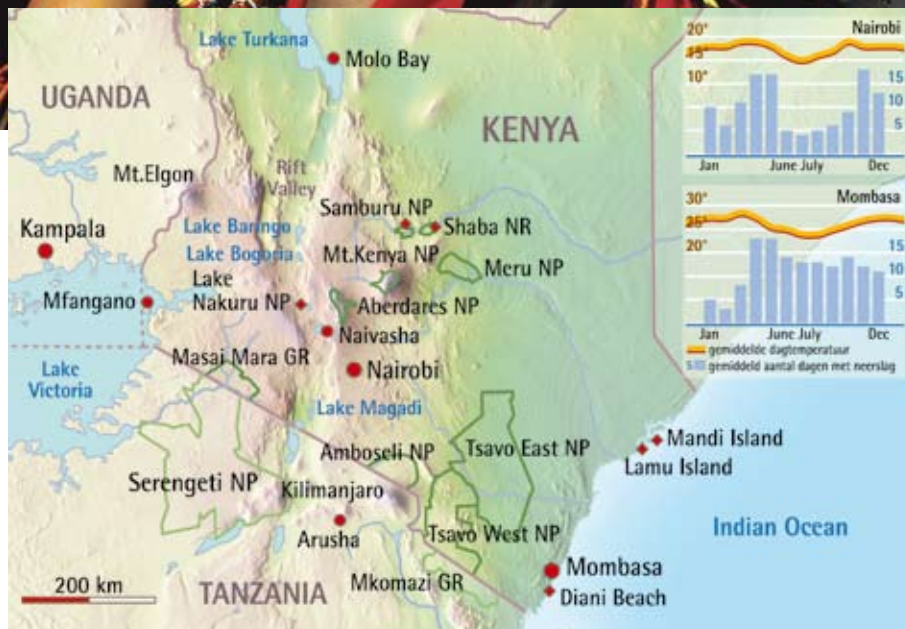 Lake Turkana
Molo Bay
UGANDA
KENYA
Mt.Elgon
Rift
Valley
Samburu NP
Shaba NR
Lake Baringo
Lake Bogoria
Mt.Kenya NP
Meru NP
Kampala
Lake
Nakuru NP
Mfangano
Aberdares NP
Naivasha
Masai Mara GR
Nairobi
Lake
Victoria
Lake Magadi
Amboseli NP
Tsavo East NP
Mandi Island
Lamu Island
Serengeti NP
Kilimanjaro
Arusha
Tsavo West NP
Indian Ocean
Mombasa
Diani Beach
Mkomazi GR
200 km
TANZANIA
Nairobi
20°
15°
10°
15
10
5
Jan June July Dec
Mombasa
30°
25°
20°
15
10
5
Jan June July Dec
gemiddelde dagtemperatuur
5 gemiddeld aantal dagen met neerslag